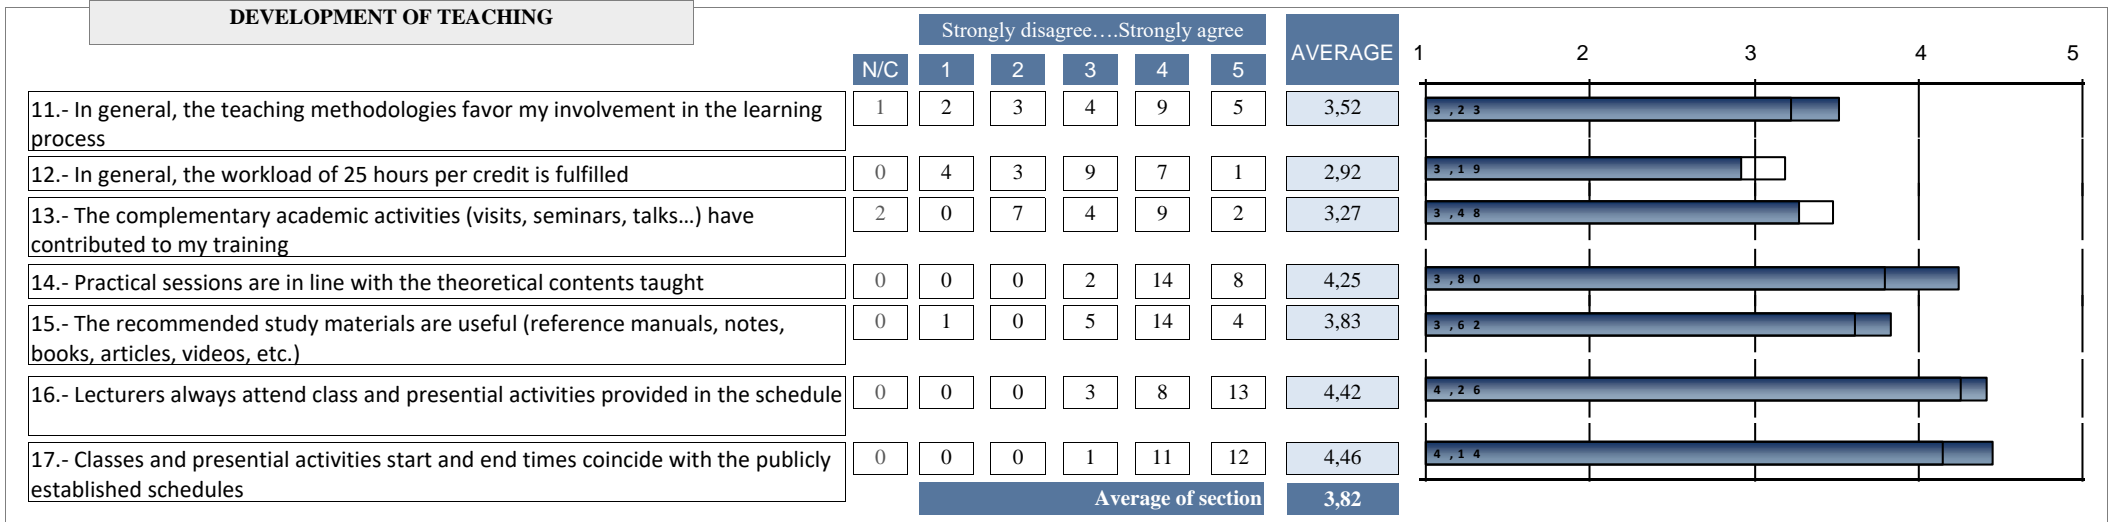 DEVELOPMENT OF TEACHING
Strongly disagree….Strongly agree
AVERAGE
N/C 1 2 3 4 5
1 2 3 4 5
11.- In general, the teaching methodologies favor my involvement in the learning
process
1 2 3 4 9 5 3,52 3,23
12.- In general, the workload of 25 hours per credit is fulfilled
0 4 3 9 7 1 2,92 3,19
13.- The complementary academic activities (visits, seminars, talks...) have
contributed to my training
2 0 7 4 9 2 3,27 3,48
14.- Practical sessions are in line with the theoretical contents taught
0 0 0 2 14 8 4,25 3,80
15.- The recommended study materials are useful (reference manuals, notes,
books, articles, videos, etc.)
0 1 0 5 14 4 3,83 3,62
16.- Lecturers always attend class and presential activities provided in the schedule
0 0 0 3 8 13 4,42 4,26
17.- Classes and presential activities start and end times coincide with the publicly
established schedules
0 0 0 1 11 12 4,46 4,14
Average of section 3,82